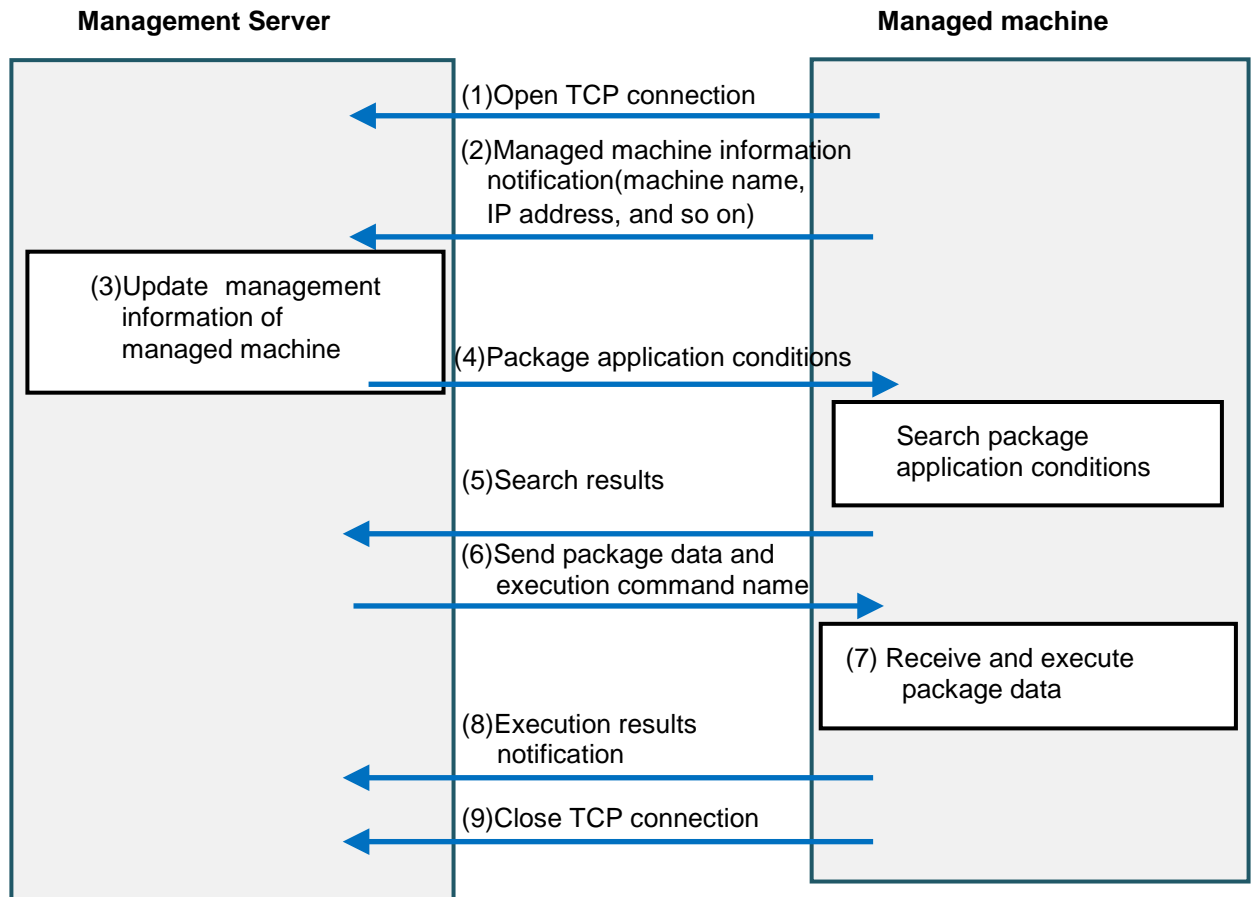 Management Server
Managed machine
(1)Open TCP connection
(2)Managed machine information
notification(machine name,
IP address, and so on)
(3)Update management
information of
managed machine
(4)Package application conditions
Search package
application conditions
(5)Search results
(6)Send package data and
execution command name
(7) Receive and execute
package data
(8)Execution results
notification
(9)Close TCP connection